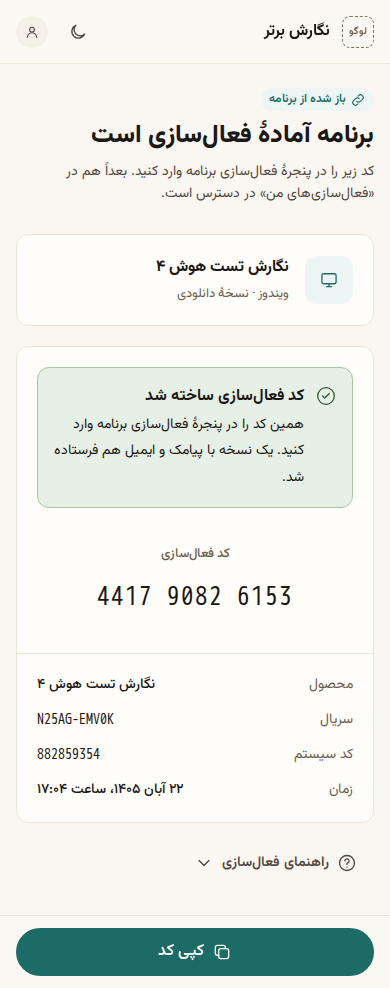 لوگو
نگارش برتر
باز شده از برنامه
برنامه آمادهٔ فعال‌سازی است
کد زیر را در پنجرهٔ فعال‌سازی برنامه وارد کنید. بعداً هم در
«فعال‌سازی‌های من» در دسترس است.
نگارش تست هوش ۴
ویندوز · نسخهٔ دانلودی
کد فعال‌سازی ساخته شد
همین کد را در پنجرهٔ فعال‌سازی برنامه وارد
کنید. یک نسخه با پیامک و ایمیل هم فرستاده
شد.
کد فعال‌سازی
4417 9082 6153
محصول نگارش تست هوش ۴
سریال N25AG-EMV0K
کد سیستم 882859354
زمان ۲۲ آبان ۱۴۰۵، ساعت ۱۷:۰۴
راهنمای فعال‌سازی
کپی کد